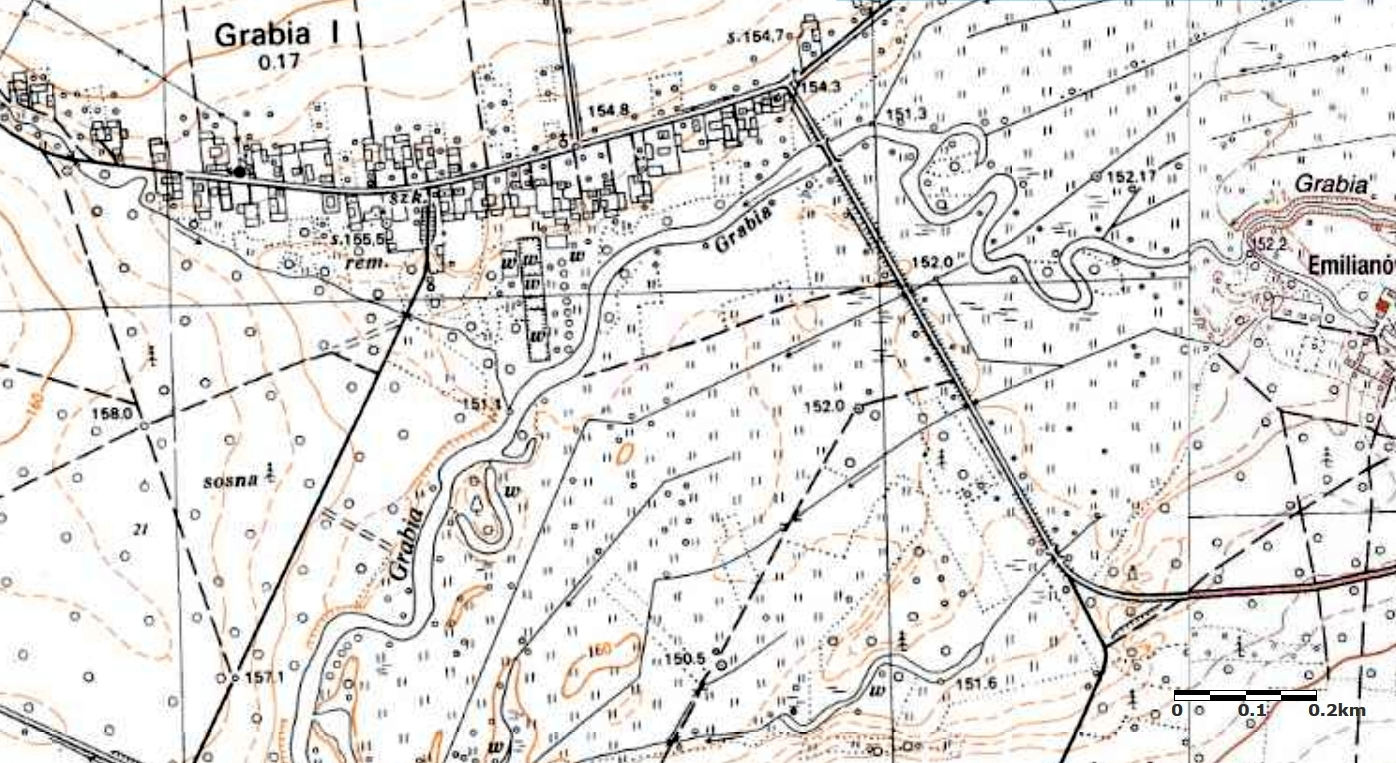 Grabia I
0.17
s.154.7
154.3
154.8
151.3
152.17
Grabia
szk.
s.155,5
rem.
Grabia
152,2
152.0
Emilianó
w
w
w
w
w
160
158.0
151.1
152.0
sosna
w
21
Grabia
160
150.5
157.1
151.6
w
w
0 0.1 0.2km